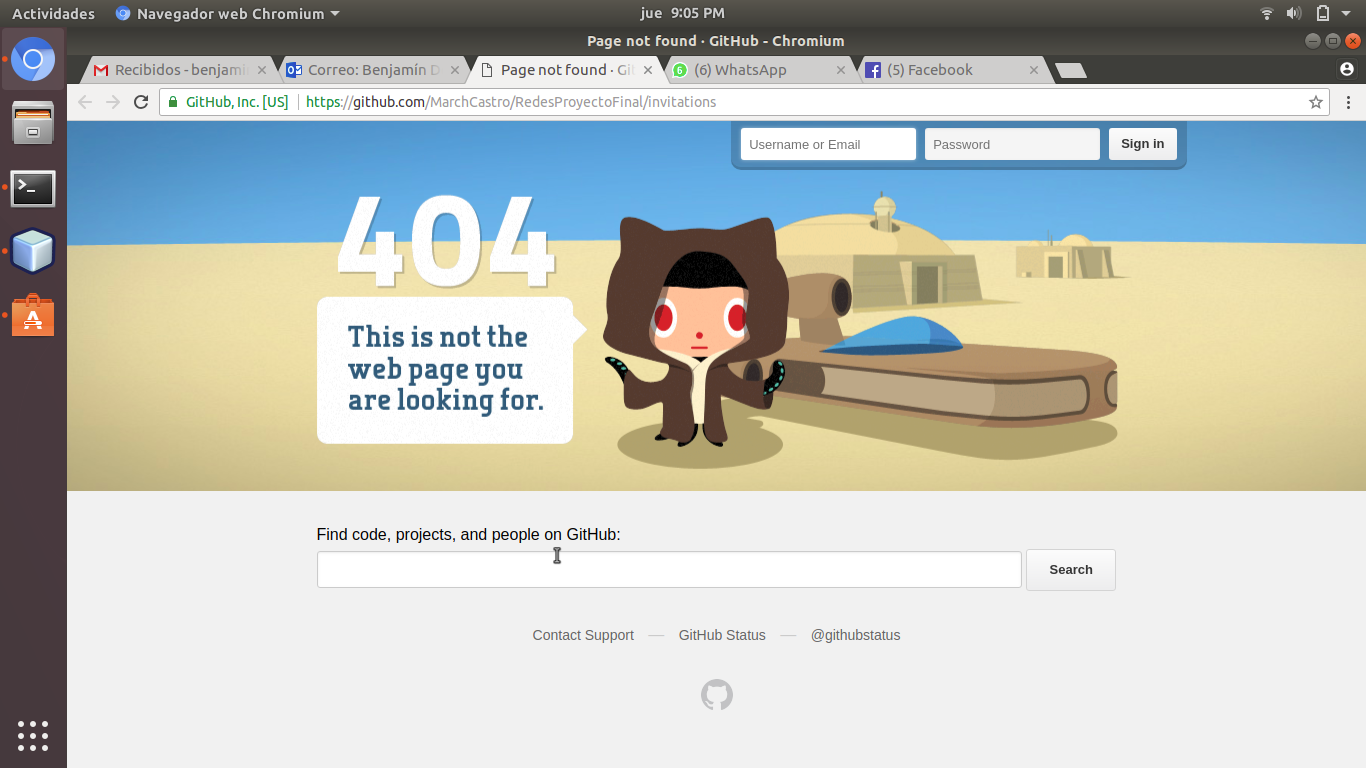 Actividades
Navegador web Chromium
jue 9:05 PM
Page not found · GitHub - Chromium
Recibidos - benjami
Correo: Benjamín D
Page not found · Gi
(6) WhatsApp
(5) Facebook
GitHub, Inc. [US]
https://github.com/MarchCastro/RedesProyectoFinal/invitations
Username or Email
Password
Sign in
404
This is not the
web page you
are looking for.
Find code, projects, and people on GitHub:
Search
Contact Support
GitHub Status
@githubstatus